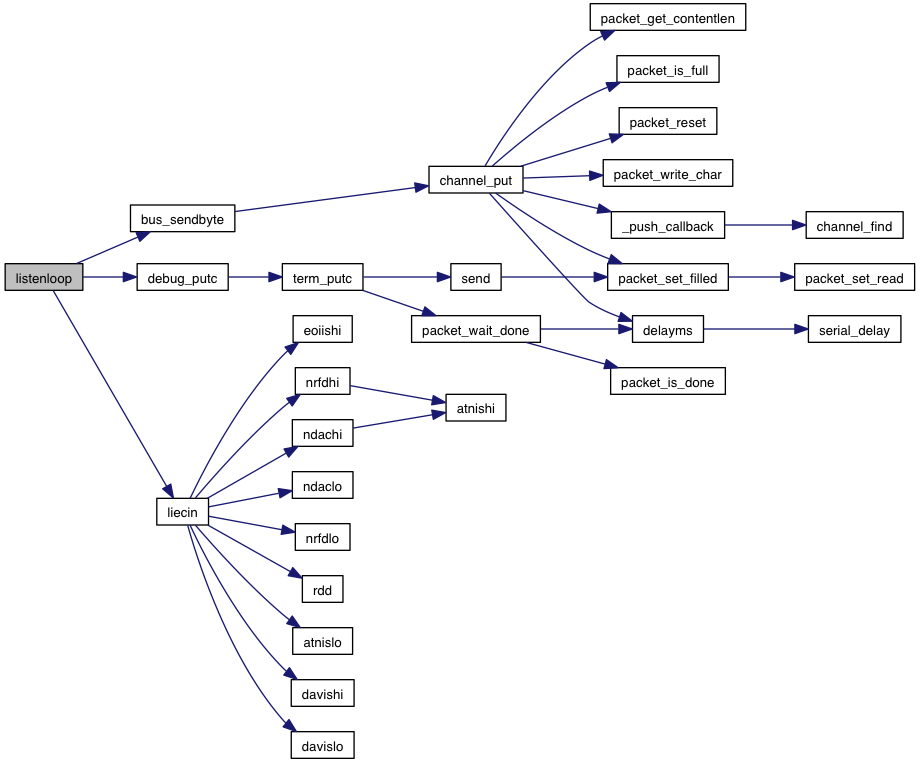 packet_get_contentlen
packet_is_full
packet_reset
packet_write_char
channel_put
_push_callback
channel_find
bus_sendbyte
listenloop
debug_putc
term_putc
send
packet_set_filled
packet_set_read
eoiishi
packet_wait_done
delayms
serial_delay
nrfdhi
packet_is_done
atnishi
ndachi
ndaclo
liecin
nrfdlo
rdd
atnislo
davishi
davislo